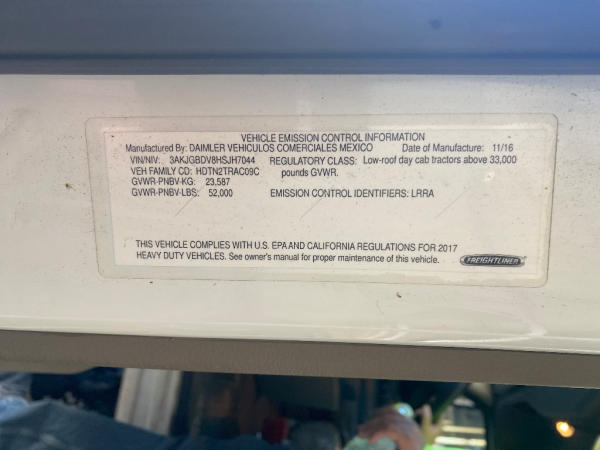 VEHICLE EMISSION CONTROL INFORMATION
Manufactured By: DAIMLER VEHICULOS COMERCIALES MEXICO Date of Manufacture: 11/16
VIN/NIV: 3AKJGBDV8HSJH7044 REGULATORY CLASS: Low-roof day cab tractors above 33,000
VEH FAMILY CD: HDTN2TRAC09C pounds GVWR.
GVWR-PNBV-KG: 23,587
GVWR-PNBV-LBS: 52,000 EMISSION CONTROL IDENTIFIERS: LRRA
THIS VEHICLE COMPLIES WITH U.S. EPA AND CALIFORNIA REGULATIONS FOR 2017
HEAVY DUTY VEHICLES. See owner's manual for proper maintenance of this vehicle.
FREIGHTLINER